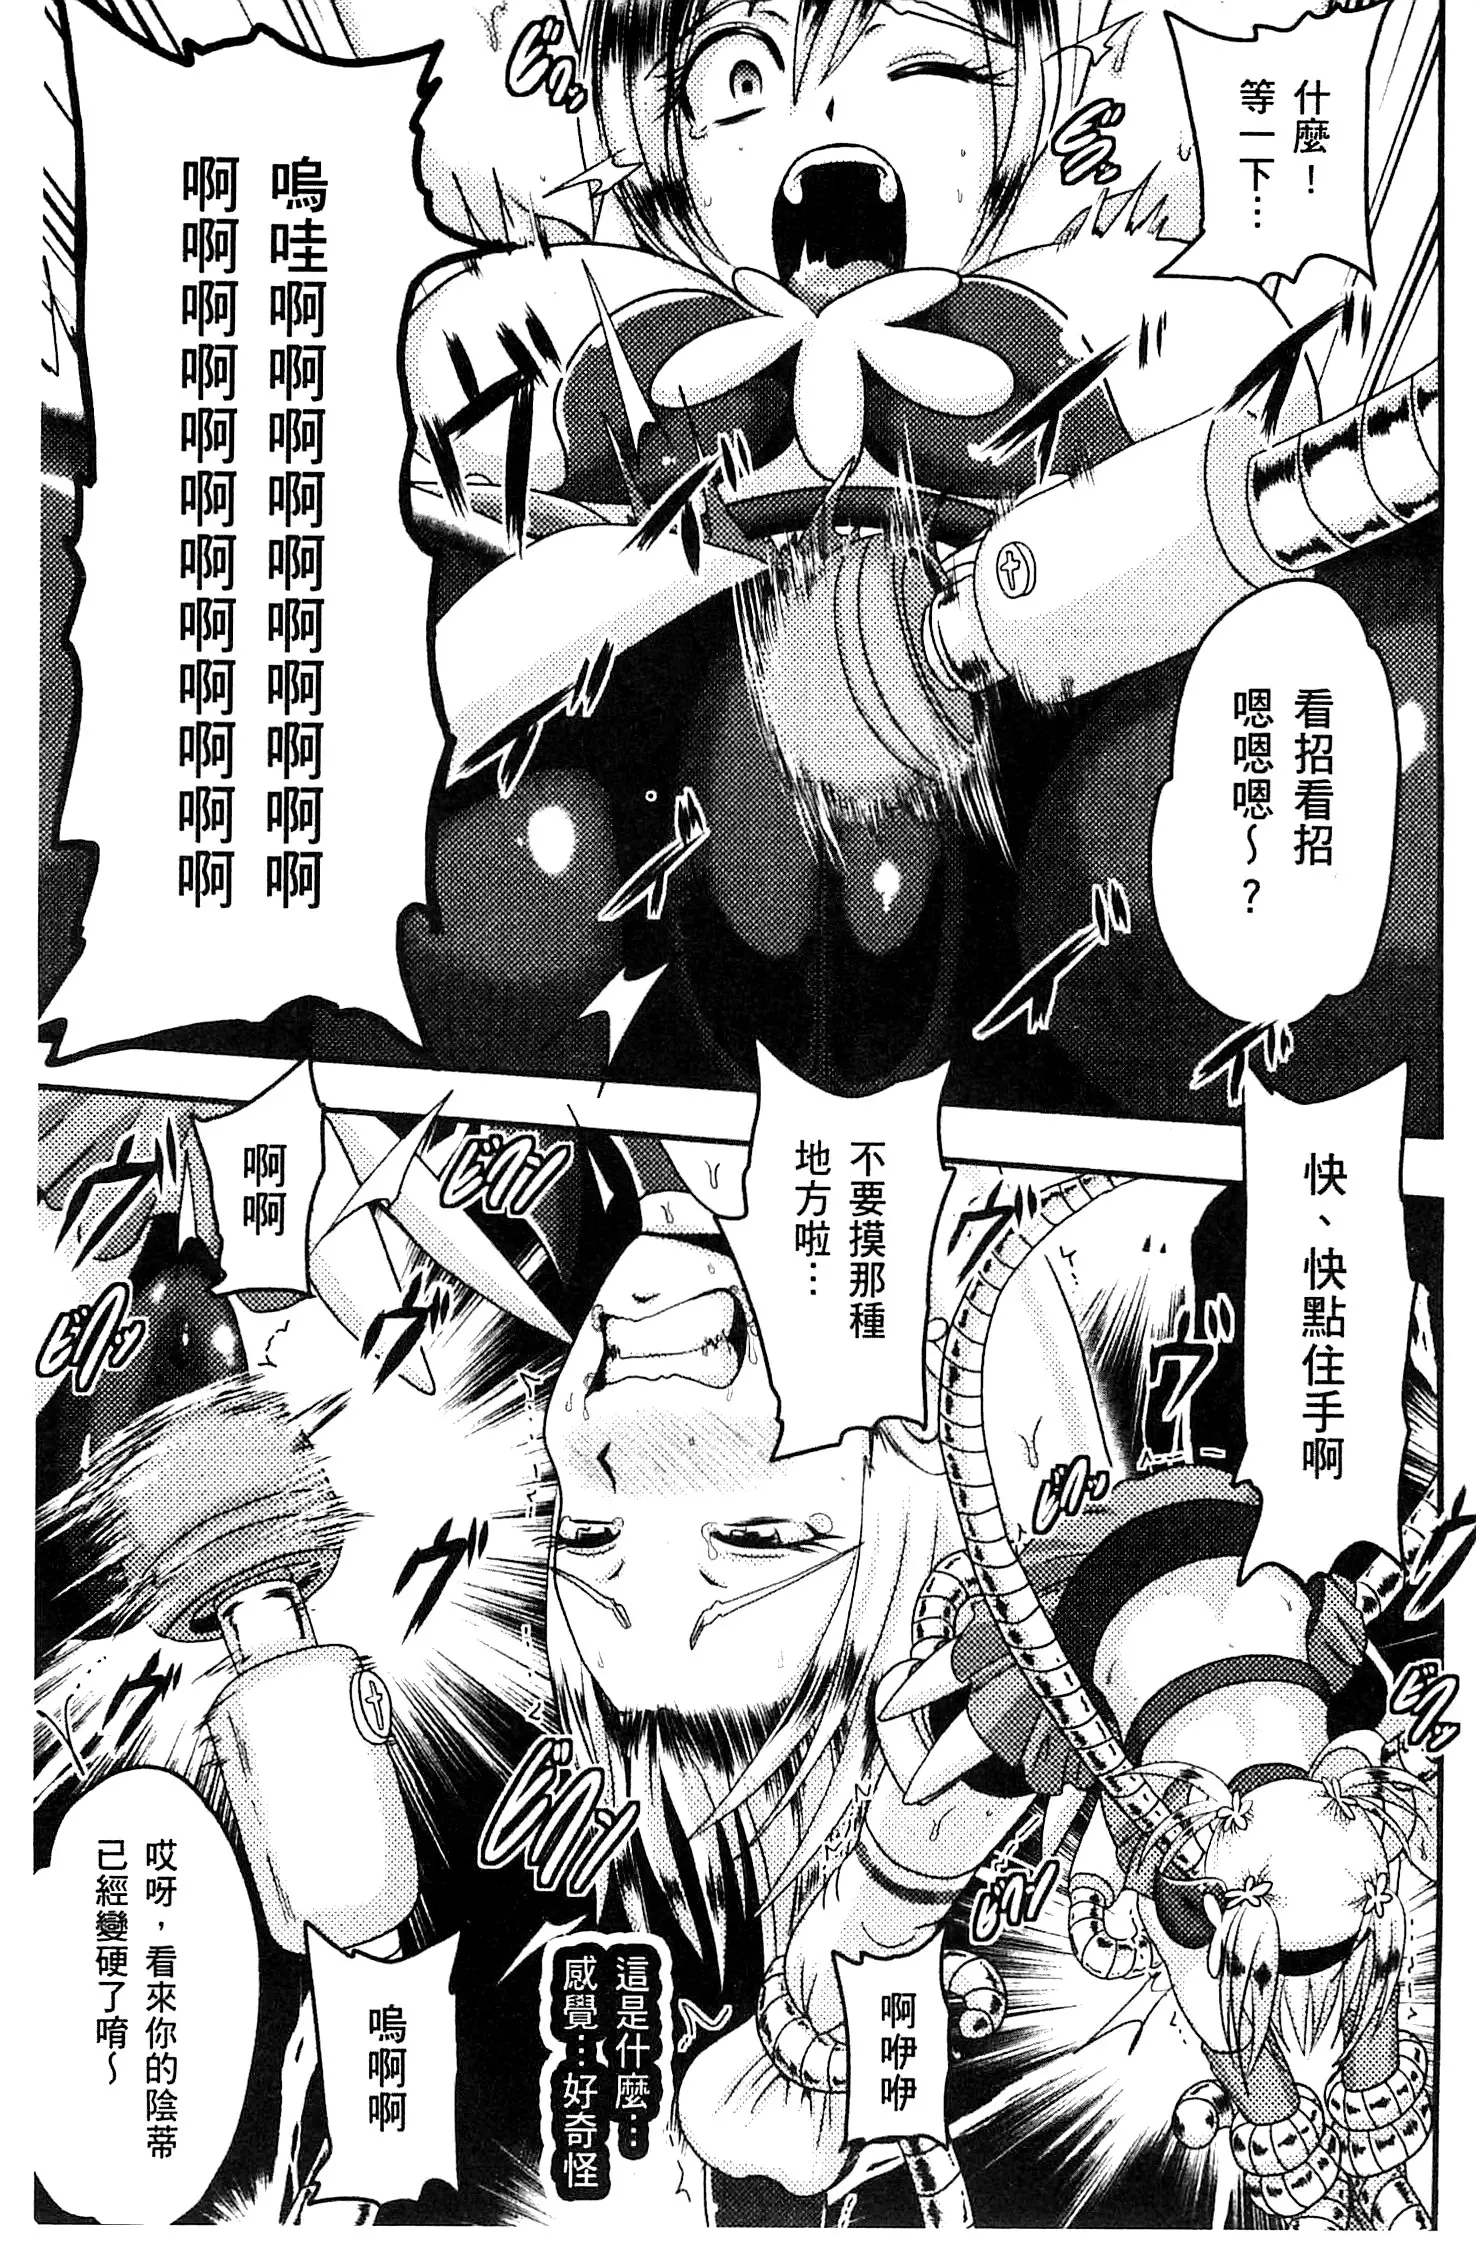 什麼！
等一下…
嗚哇啊啊啊啊啊啊啊啊啊啊
啊啊啊啊啊啊啊啊啊啊啊啊
看招看招
嗯嗯嗯～？
快、快點住手啊
不要摸那種
地方啦…
啊啊
啊咿咿
這是什麼…
感覺…好奇怪
嗚啊啊
哎呀，看來你的陰蒂
已經變硬了唷～